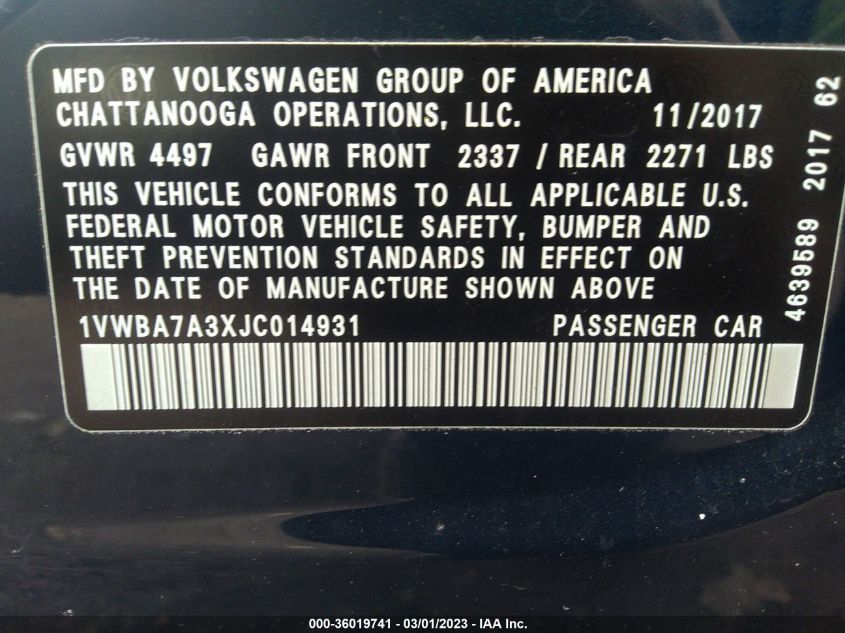 MFD BY VOLKSWAGEN GROUP OF AMERICA
CHATTANOOGA OPERATIONS, LLC. 11/2017
GVWR 4497 GAWR FRONT 2337 / REAR 2271 LBS
THIS VEHICLE CONFORMS TO ALL APPLICABLE U.S.
FEDERAL MOTOR VEHICLE SAFETY, BUMPER AND
THEFT PREVENTION STANDARDS IN EFFECT ON
THE DATE OF MANUFACTURE SHOWN ABOVE
1VWBA7A3XJC014931 PASSENGER CAR
4639589 2017 62
000-36019741 - 03/01/2023 - IAA Inc.